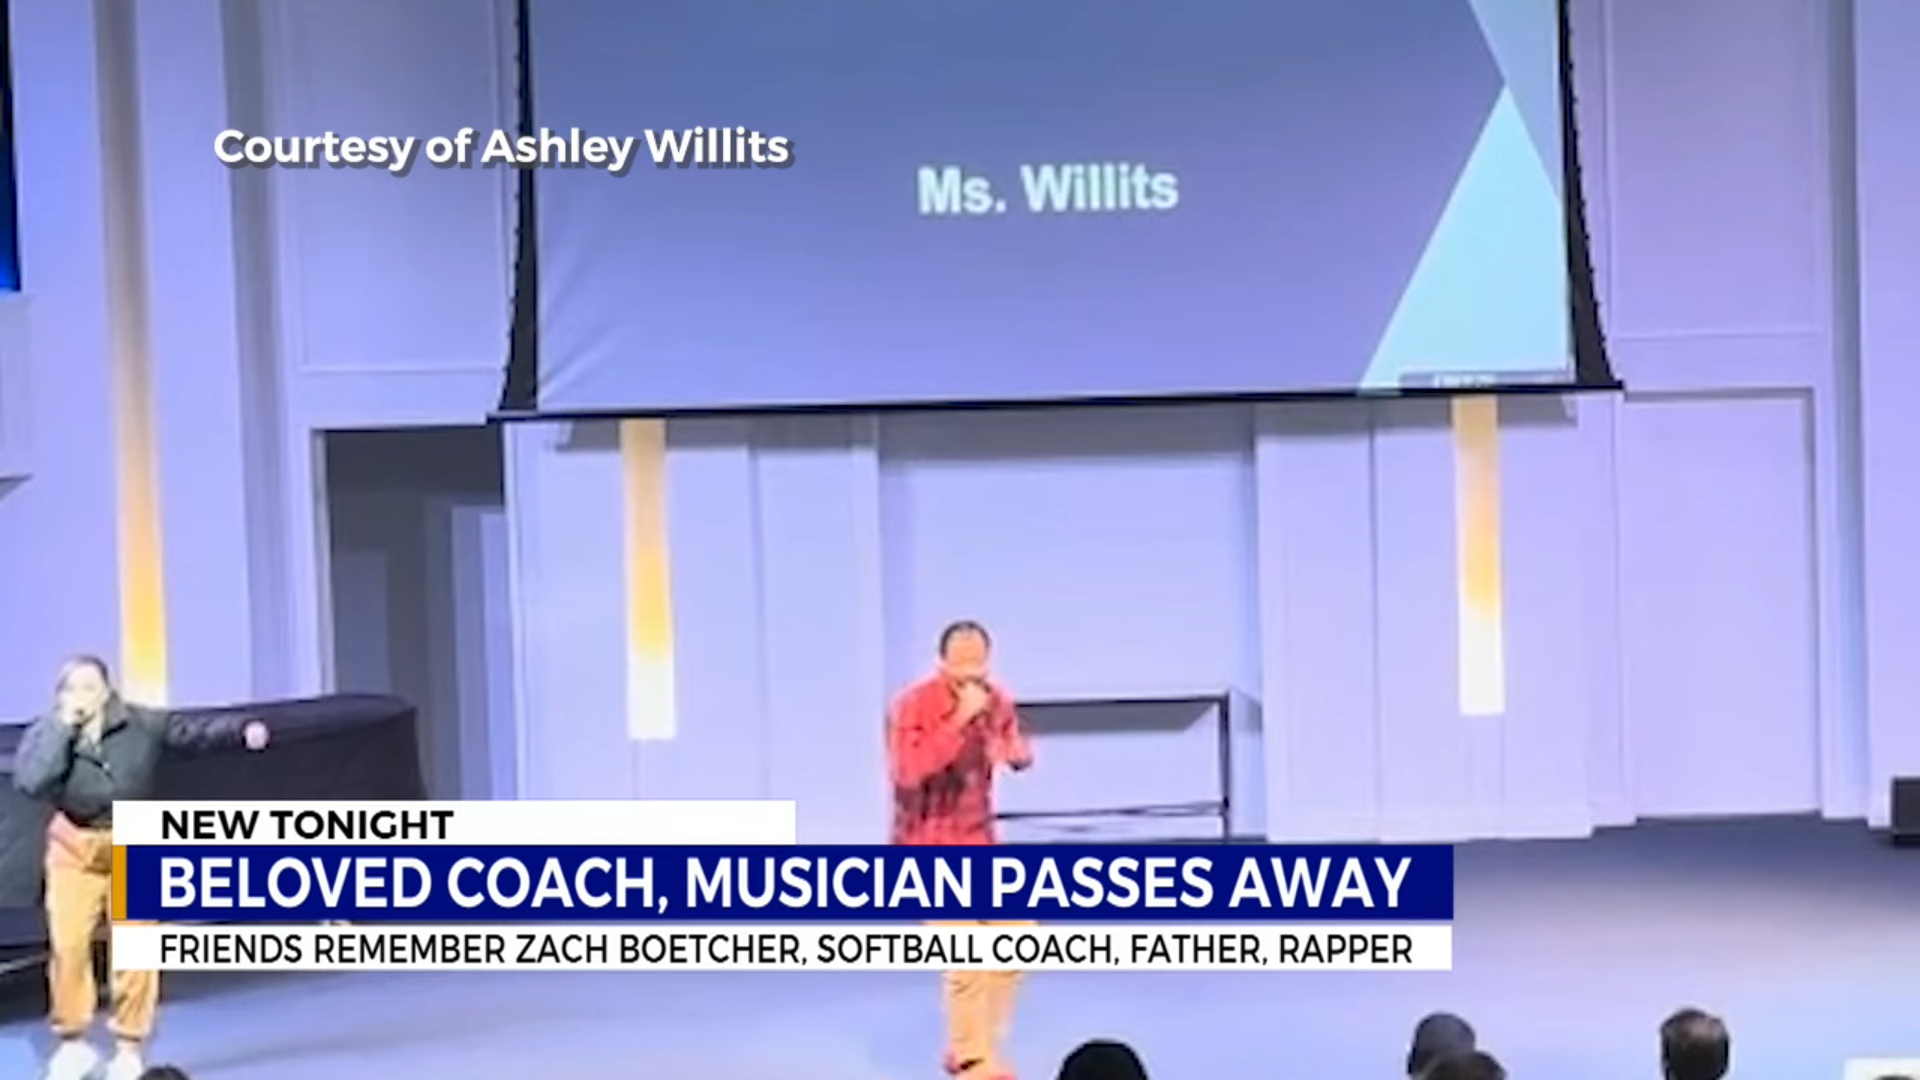 Courtesy of Ashley Willits
Ms. Willits
NEW TONIGHT
BELOVED COACH, MUSICIAN PASSES AWAY
FRIENDS REMEMBER ZACH BOETCHER, SOFTBALL COACH, FATHER, RAPPER